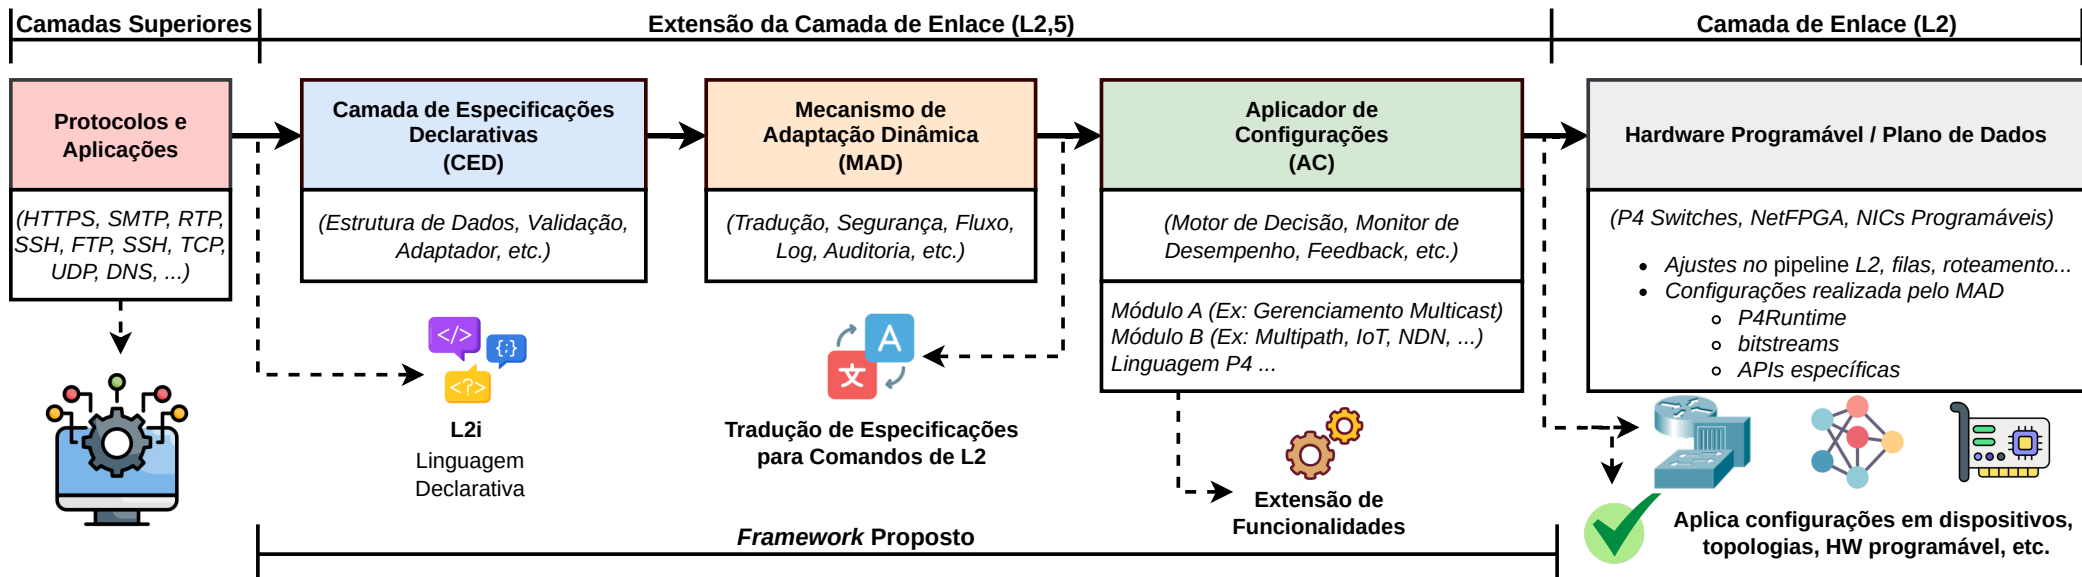 Camadas Superiores
Extensão da Camada de Enlace (L2,5)
Camada de Enlace (L2)
Protocolos e
Aplicações
(HTTPS, SMTP, RTP,
SSH, FTP, SSH, TCP,
UDP, DNS, ...)
Camada de Especificações
Declarativas
(CED)
(Estrutura de Dados, Validação,
Adaptador, etc.)
</>
{;}
<?>
L2i
Linguagem
Declarativa
Mecanismo de
Adaptação Dinâmica
(MAD)
(Tradução, Segurança, Fluxo,
Log, Auditoria, etc.)
A
文
Tradução de Especificações
para Comandos de L2
Aplicador de
Configurações
(AC)
(Motor de Decisão, Monitor de
Desempenho, Feedback, etc.)
Módulo A (Ex: Gerenciamento Multicast)
Módulo B (Ex: Multipath, IoT, NDN, ...)
Linguagem P4 ...
Extensão de
Funcionalidades
Hardware Programável / Plano de Dados
(P4 Switches, NetFPGA, NICs Programáveis)
Ajustes no pipeline L2, filas, roteamento...
Configurações realizada pelo MAD
P4Runtime
bitstreams
APIs específicas
Aplica configurações em dispositivos,
topologias, HW programável, etc.
Framework Proposto